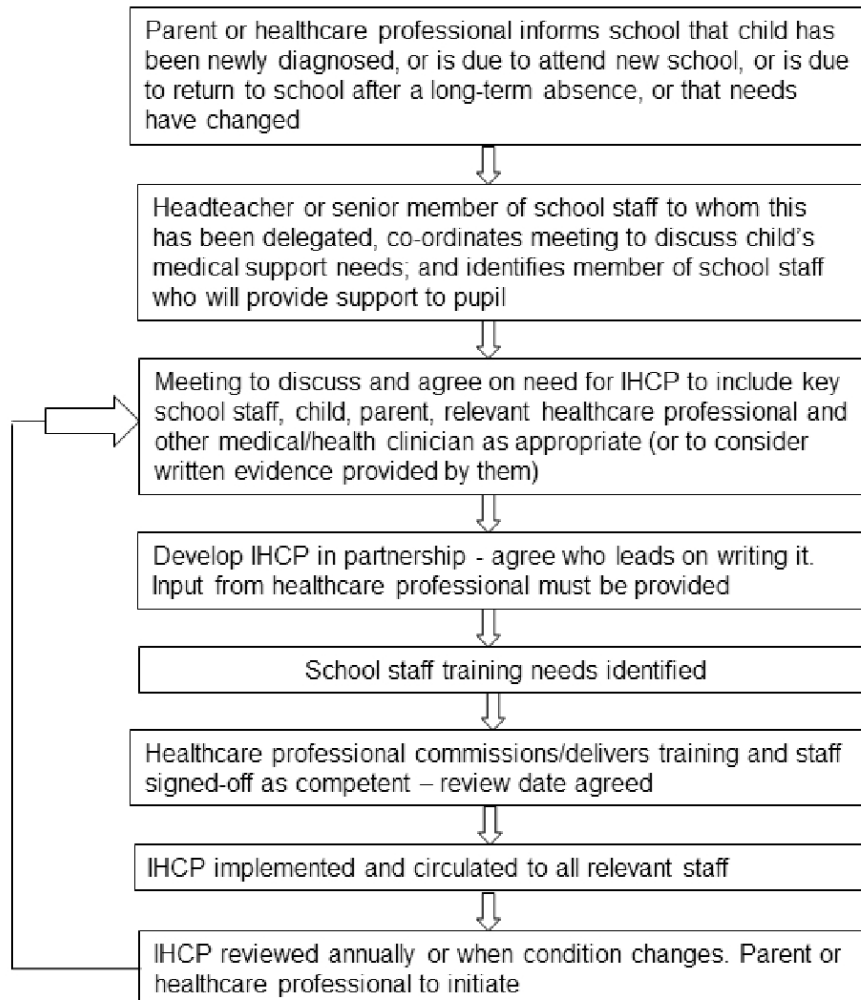 Parent or healthcare professional informs school that child has
been newly diagnosed, or is due to attend new school, or is due
to return to school after a long-term absence, or that needs
have changed
Headteacher or senior member of school staff to whom this
has been delegated, co-ordinates meeting to discuss child's
medical support needs; and identifies member of school staff
who will provide support to pupil
Meeting to discuss and agree on need for IHCP to include key
school staff, child, parent, relevant healthcare professional and
other medical/health clinician as appropriate (or to consider
written evidence provided by them)
Develop IHCP in partnership - agree who leads on writing it.
Input from healthcare professional must be provided
School staff training needs identified
Healthcare professional commissions/delivers training and staff
signed-off as competent – review date agreed
IHCP implemented and circulated to all relevant staff
IHCP reviewed annually or when condition changes. Parent or
healthcare professional to initiate